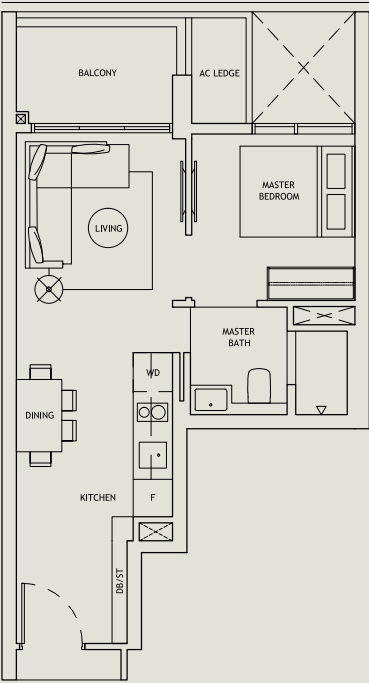 BALCONY
AC LEDGE
MASTER
BEDROOM
LIVING
MASTER
BATH
WD
DINING
KITCHEN
F
DB/ST